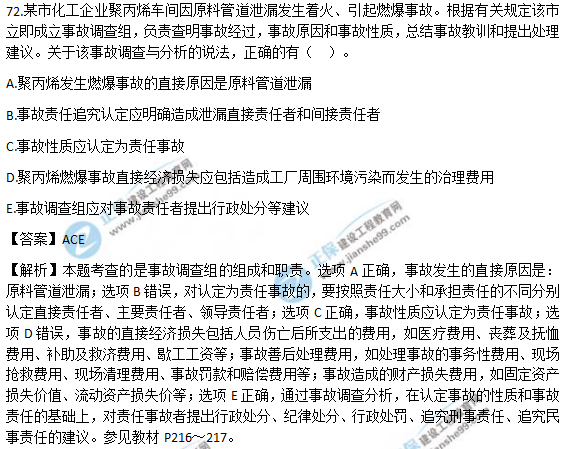 72.某市化工企业聚丙烯车间因原料管道泄漏发生着火、引起燃爆事故。根据有关规定该市
立即成立事故调查组，负责查明事故经过，事故原因和事故性质，总结事故教训和提出处理
建议。关于该事故调查与分析的说法，正确的有（　）。
A.聚丙烯发生燃爆事故的直接原因是原料管道泄漏
B.事故责任追究认定应明确造成泄漏直接责任者和间接责任者
C.事故性质应认定为责任事故
D.聚丙烯燃爆事故直接经济损失应包括造成工厂周围环境污染而发生的治理费用
E.事故调查组应对事故责任者提出行政处分等建议
【答案】ACE
【解析】本题考查的是事故调查组的组成和职责。选项 A 正确，事故发生的直接原因是：
原料管道泄漏；选项 B 错误，对认定为责任事故的，要按照责任大小和承担责任的不同分别
认定直接责任者、主要责任者、领导责任者；选项 C 正确，事故性质应认定为责任事故；选
项 D 错误，事故的直接经济损失包括人员伤亡后所支出的费用，如医疗费用、丧葬及抚恤
费用、补助及救济费用、歇工工资等；事故善后处理费用，如处理事故的事务性费用、现场
抢救费用、现场清理费用、事故罚款和赔偿费用等；事故造成的财产损失费用，如固定资产
损失价值、流动资产损失价等；选项 E 正确，通过事故调查分析，在认定事故的性质和事故
责任的基础上，对责任事故者提出行政处分、纪律处分、行政处罚、追究刑事责任、追究民
事责任的建议。参见教材 P216～217。
正保建设工程教育网
www.jianshe99.com
正保建设工程教育网
www.jianshe99.com